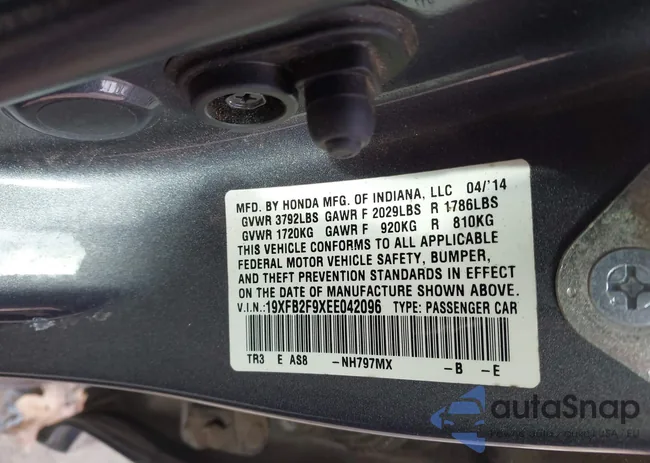 MFD. BY HONDA MFG. OF INDIANA, LLC 04/'14
GVWR 3792LBS GAWR F 2029LBS R 1786LBS
GVWR 1720KG GAWR F 920KG R 810KG
THIS VEHICLE CONFORMS TO ALL APPLICABLE
FEDERAL MOTOR VEHICLE SAFETY, BUMPER,
AND THEFT PREVENTION STANDARDS IN EFFECT
ON THE DATE OF MANUFACTURE SHOWN ABOVE.
V.I.N.:19XFB2F9XEE042096 TYPE: PASSENGER CAR
TR3 E AS8 -NH797MX -B -E
autoSnap